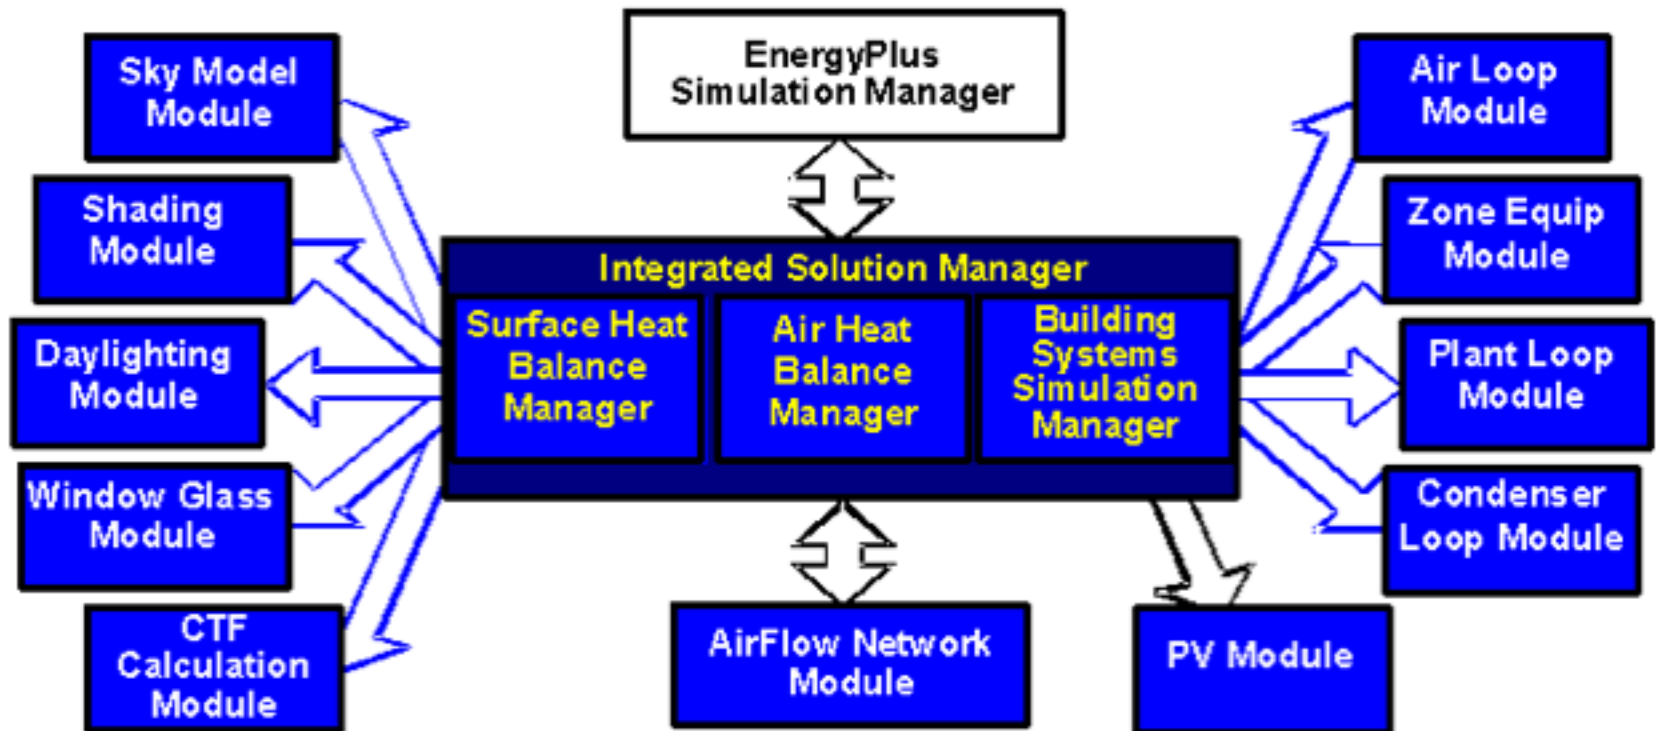 EnergyPlus
Simulation Manager
Sky Model
Module
Shading
Module
Daylighting
Module
Window Glass
Module
CTF
Calculation
Module
Integrated Solution Manager
Surface Heat
Balance
Manager
Air Heat
Balance
Manager
Building
Systems
Simulation
Manager
Air Loop
Module
Zone Equip
Module
Plant Loop
Module
Condenser
Loop Module
AirFlow Network
Module
PV Module